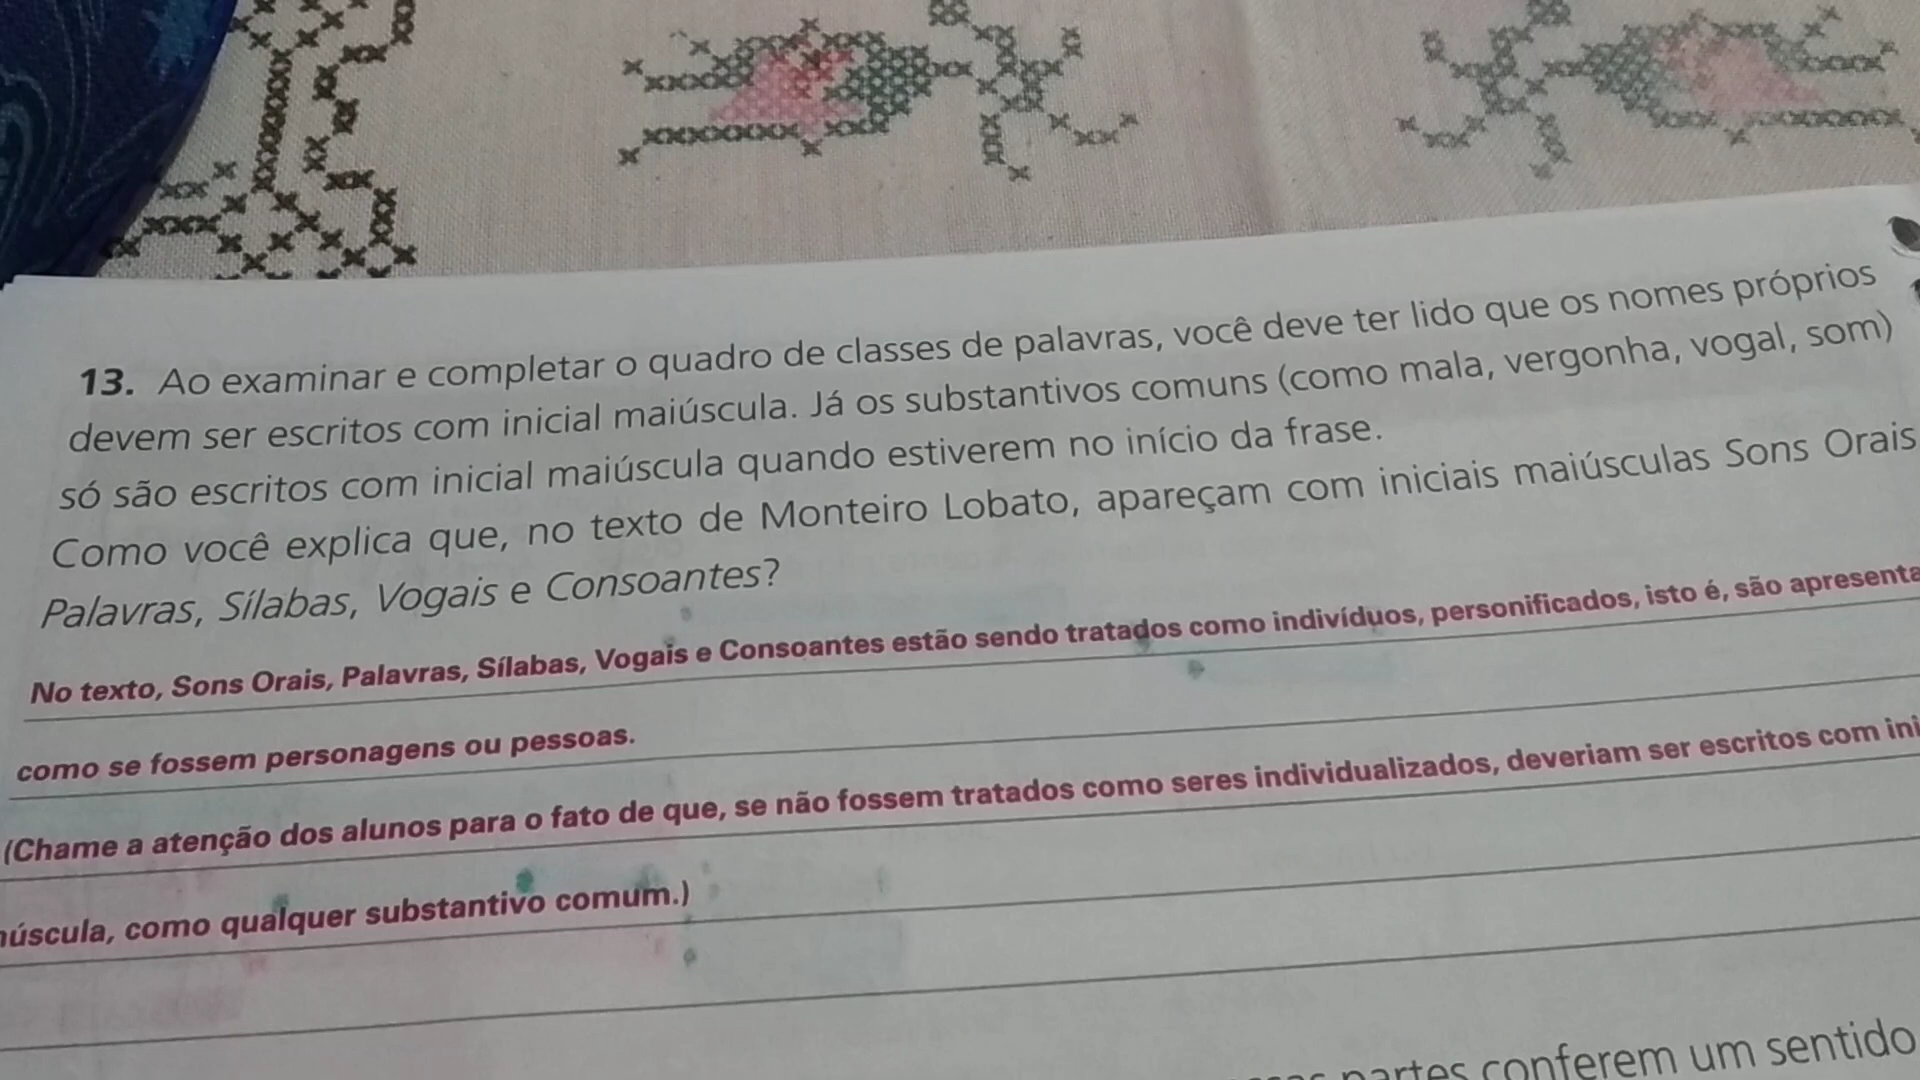 13. Ao examinar e completar o quadro de classes de palavras, você deve ter lido que os nomes próprios
devem ser escritos com inicial maiúscula. Já os substantivos comuns (como mala, vergonha, vogal, som)
só são escritos com inicial maiúscula quando estiverem no início da frase.
Como você explica que, no texto de Monteiro Lobato, apareçam com iniciais maiúsculas Sons Orais
Palavras, Sílabas, Vogais e Consoantes?
No texto, Sons Orais, Palavras, Sílabas, Vogais e Consoantes estão sendo tratados como indivíduos, personificados, isto é, são apresenta
como se fossem personagens ou pessoas.
(Chame a atenção dos alunos para o fato de que, se não fossem tratados como seres individualizados, deveriam ser escritos com ini
núscula, como qualquer substantivo comum.)
partes conferem um sentido